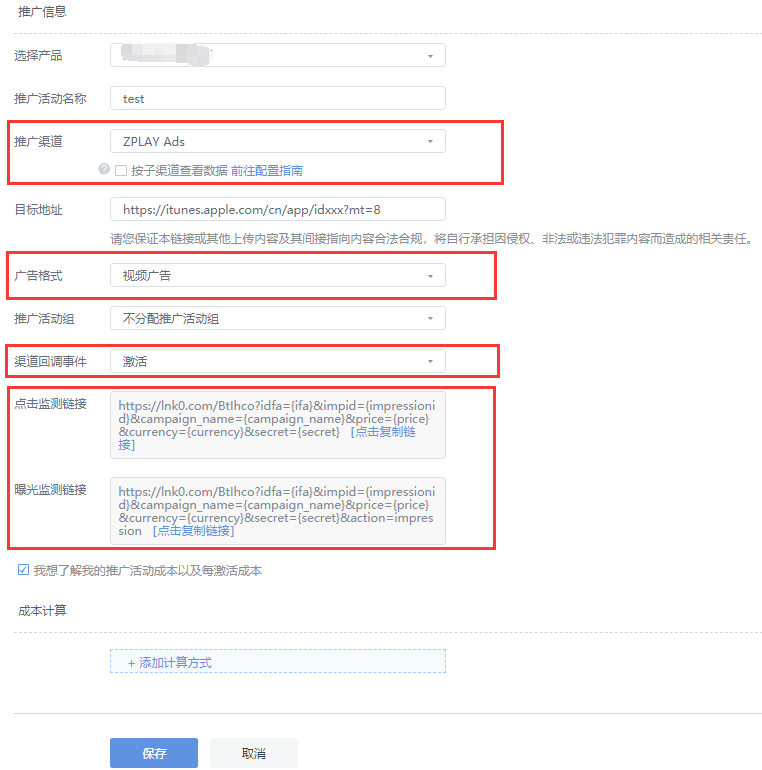 推广信息
选择产品
推广活动名称 test
推广渠道 ZPLAY Ads
? 按子渠道查看数据 前往配置指南
目标地址 https://itunes.apple.com/cn/app/idxxx?mt=8
请您保证本链接或其他上传内容及其间接指向内容合法合规，将自行承担因侵权、非法或违法犯罪内容而造成的相关责任。
广告格式 视频广告
推广活动组 不分配推广活动组
渠道回调事件 激活
点击监测链接 https://lnk0.com/BtIhco?idfa={ifa}&impid={impressioni
d}&campaign_name={campaign_name}&price={price}
&currency={currency}&secret={secret} [点击复制链
接]
曝光监测链接 https://lnk0.com/BtIhco?idfa={ifa}&impid={impressioni
d}&campaign_name={campaign_name}&price={price}
&currency={currency}&secret={secret}&action=impres
sion [点击复制链接]
我想了解我的推广活动成本以及每激活成本
成本计算
+ 添加计算方式
保存 取消